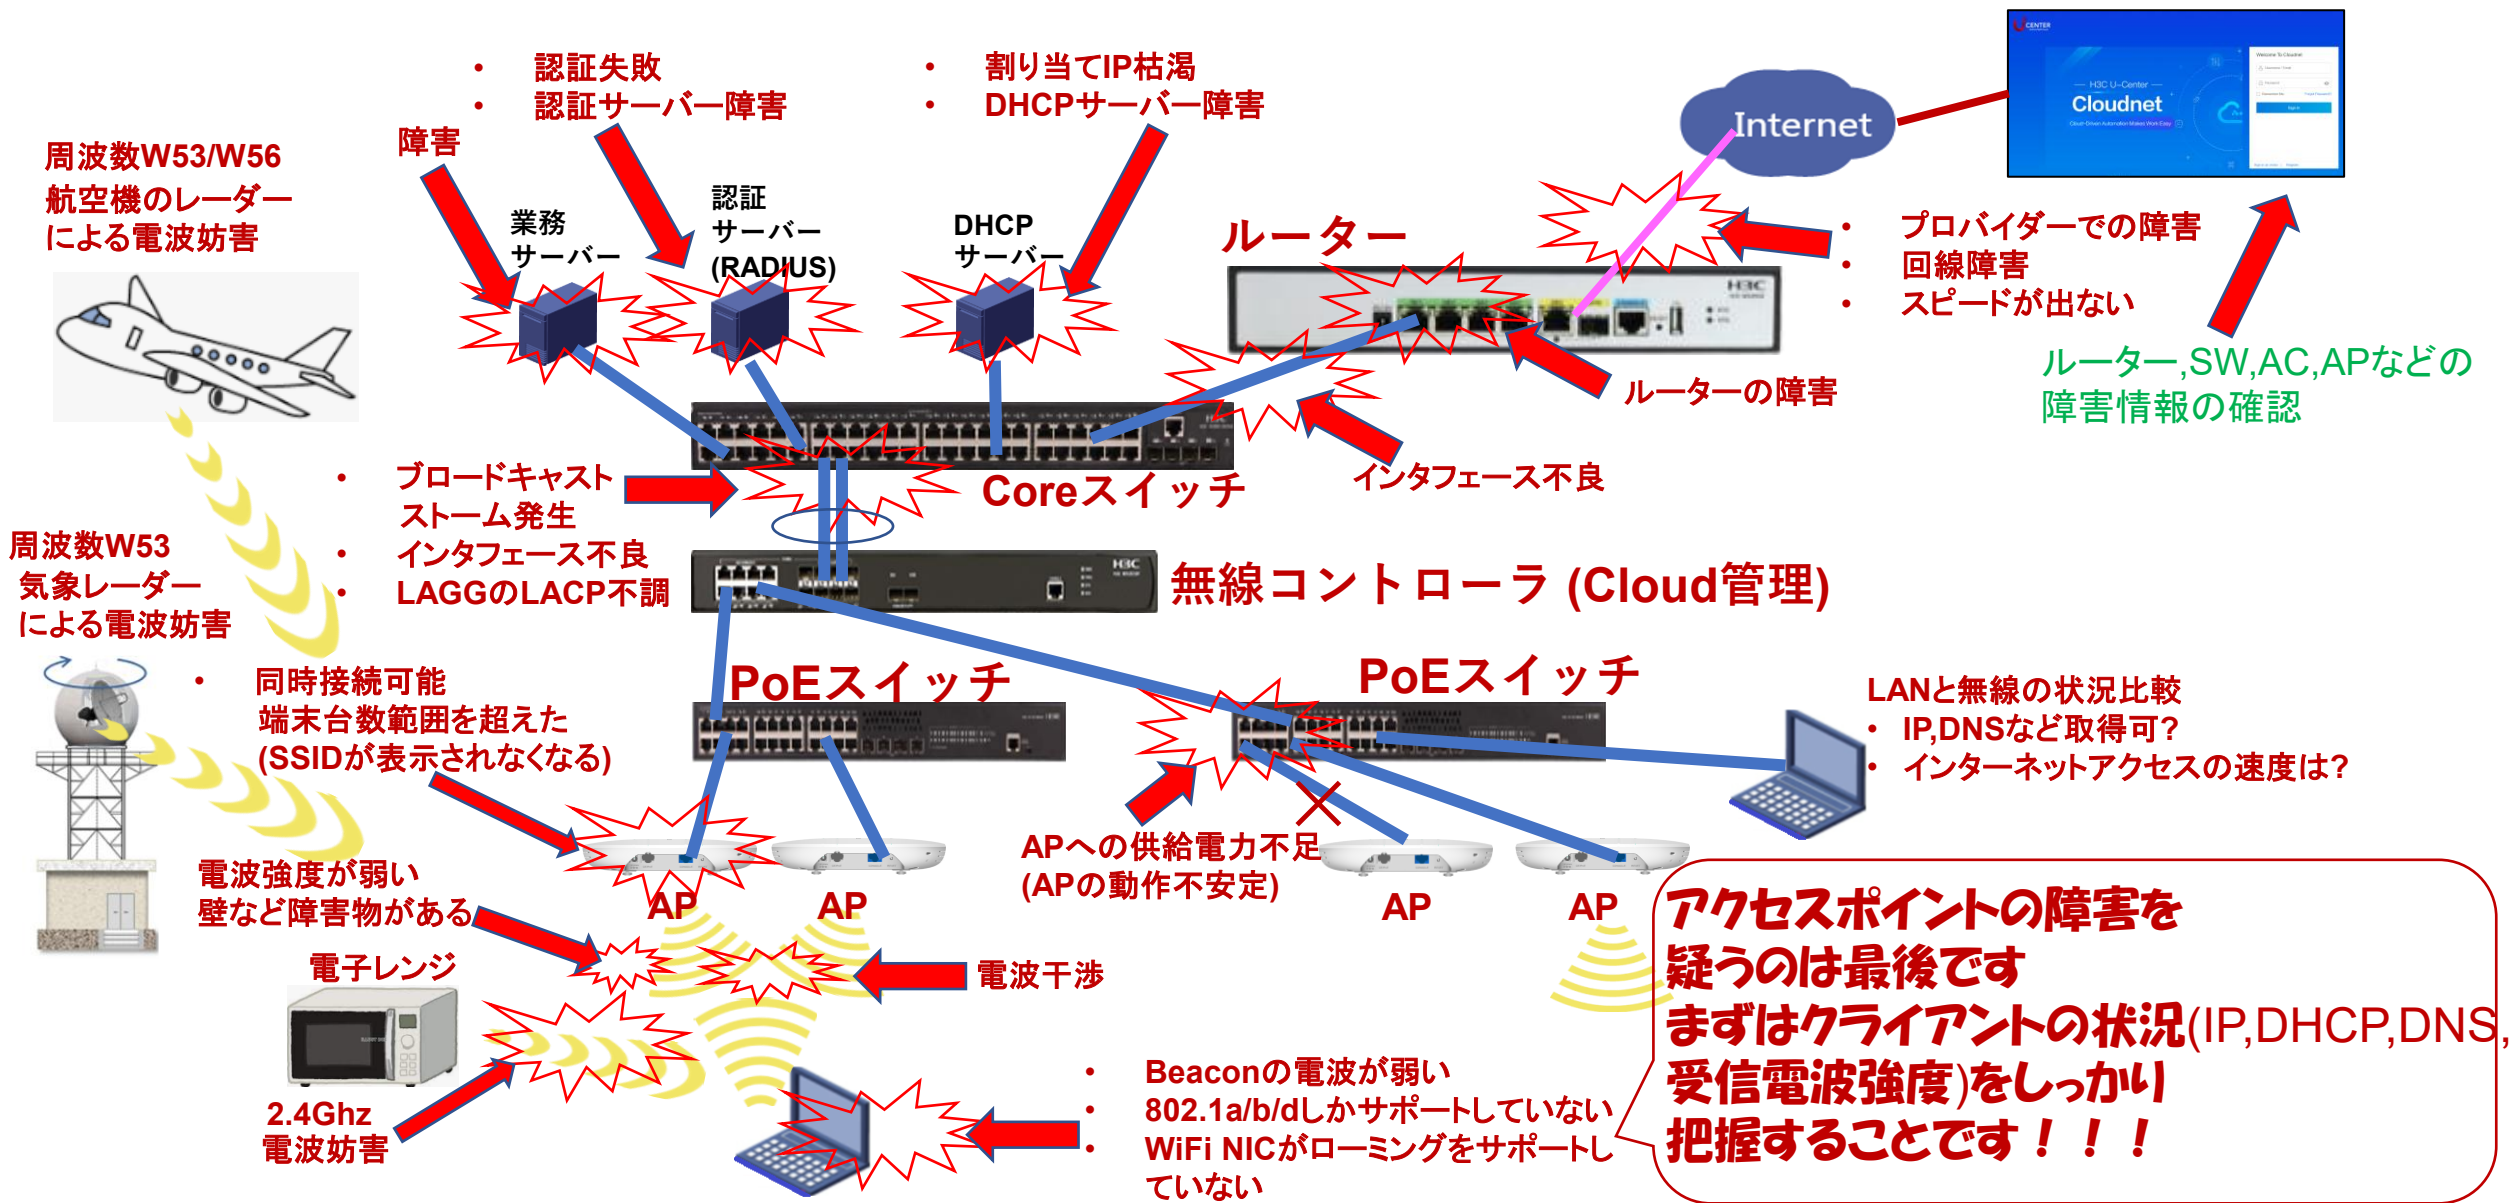 ・ 認証失敗
・ 認証サーバー障害
・ 割り当てIP枯渇
・ DHCPサーバー障害
障害
周波数W53/W56
航空機のレーダー
による電波妨害
業務
サーバー
認証
サーバー
(RADIUS)
DHCP
サーバー
ルーター
H3C
Internet
CENTER
H3C U-Center
Cloudnet
Cloud-Driven Automation Makes Work Easy
Welcome To Cloudnet
・ プロバイダーでの障害
・ 回線障害
・ スピードが出ない
ルーター,SW,AC,APなどの
障害情報の確認
ルーターの障害
インタフェース不良
・ ブロードキャスト
ストーム発生
・ インタフェース不良
・ LAGGのLACP不調
Coreスイッチ
周波数W53
気象レーダー
による電波妨害
H3C
無線コントローラ (Cloud管理)
・ 同時接続可能
端末台数範囲を超えた
(SSIDが表示されなくなる)
PoEスイッチ
PoEスイッチ
LANと無線の状況比較
・ IP,DNSなど取得可?
・ インターネットアクセスの速度は?
APへの供給電力不足
(APの動作不安定)
電波強度が弱い
壁など障害物がある
AP
AP
AP
AP
電子レンジ
電波干渉
2.4Ghz
電波妨害
・ Beaconの電波が弱い
・ 802.1a/b/dしかサポートしていない
・ WiFi NICがローミングをサポートし
ていない
アクセスポイントの障害を
疑うのは最後です
まずはクライアントの状況(IP,DHCP,DNS,
受信電波強度)をしっかり
把握することです！！！